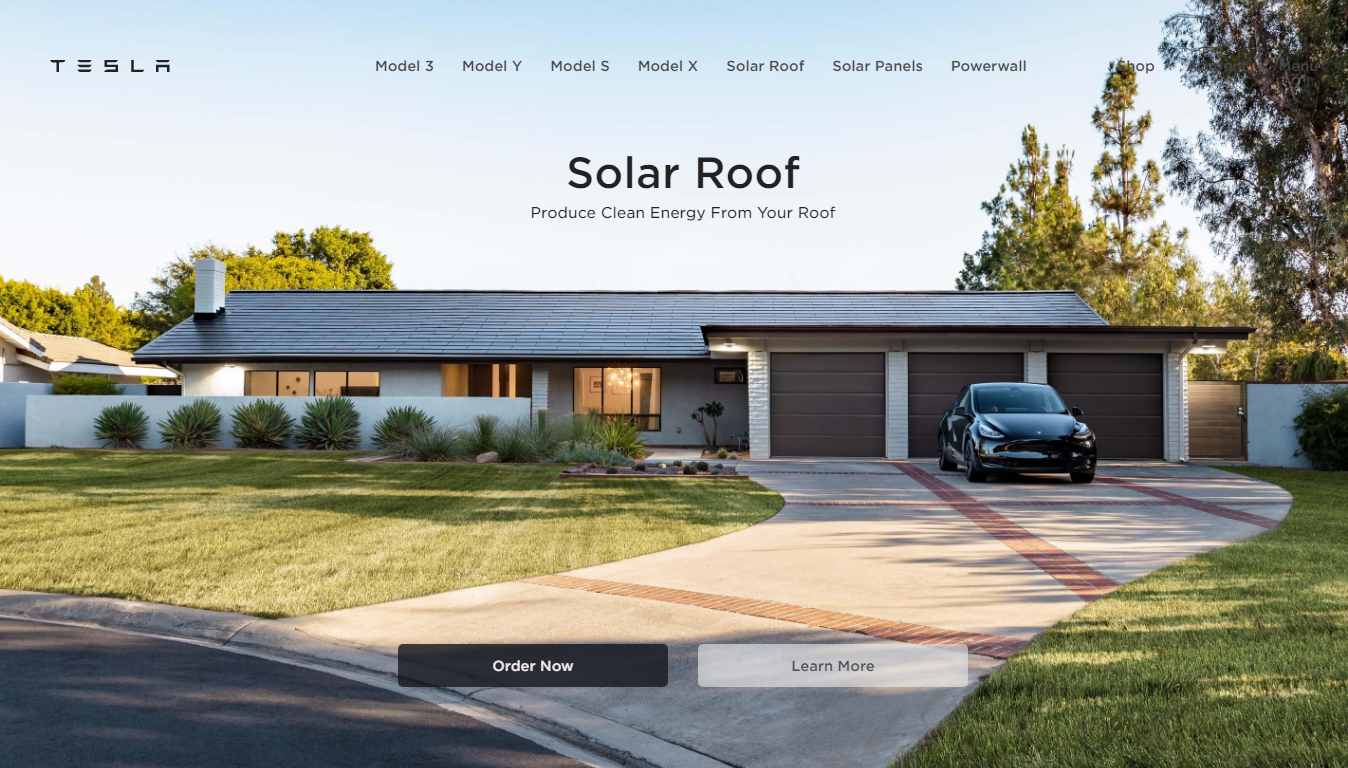 TESLA
Model 3 Model Y Model S Model X Solar Roof Solar Panels Powerwall Shop Menu
Solar Roof
Produce Clean Energy From Your Roof
Order Now Learn More